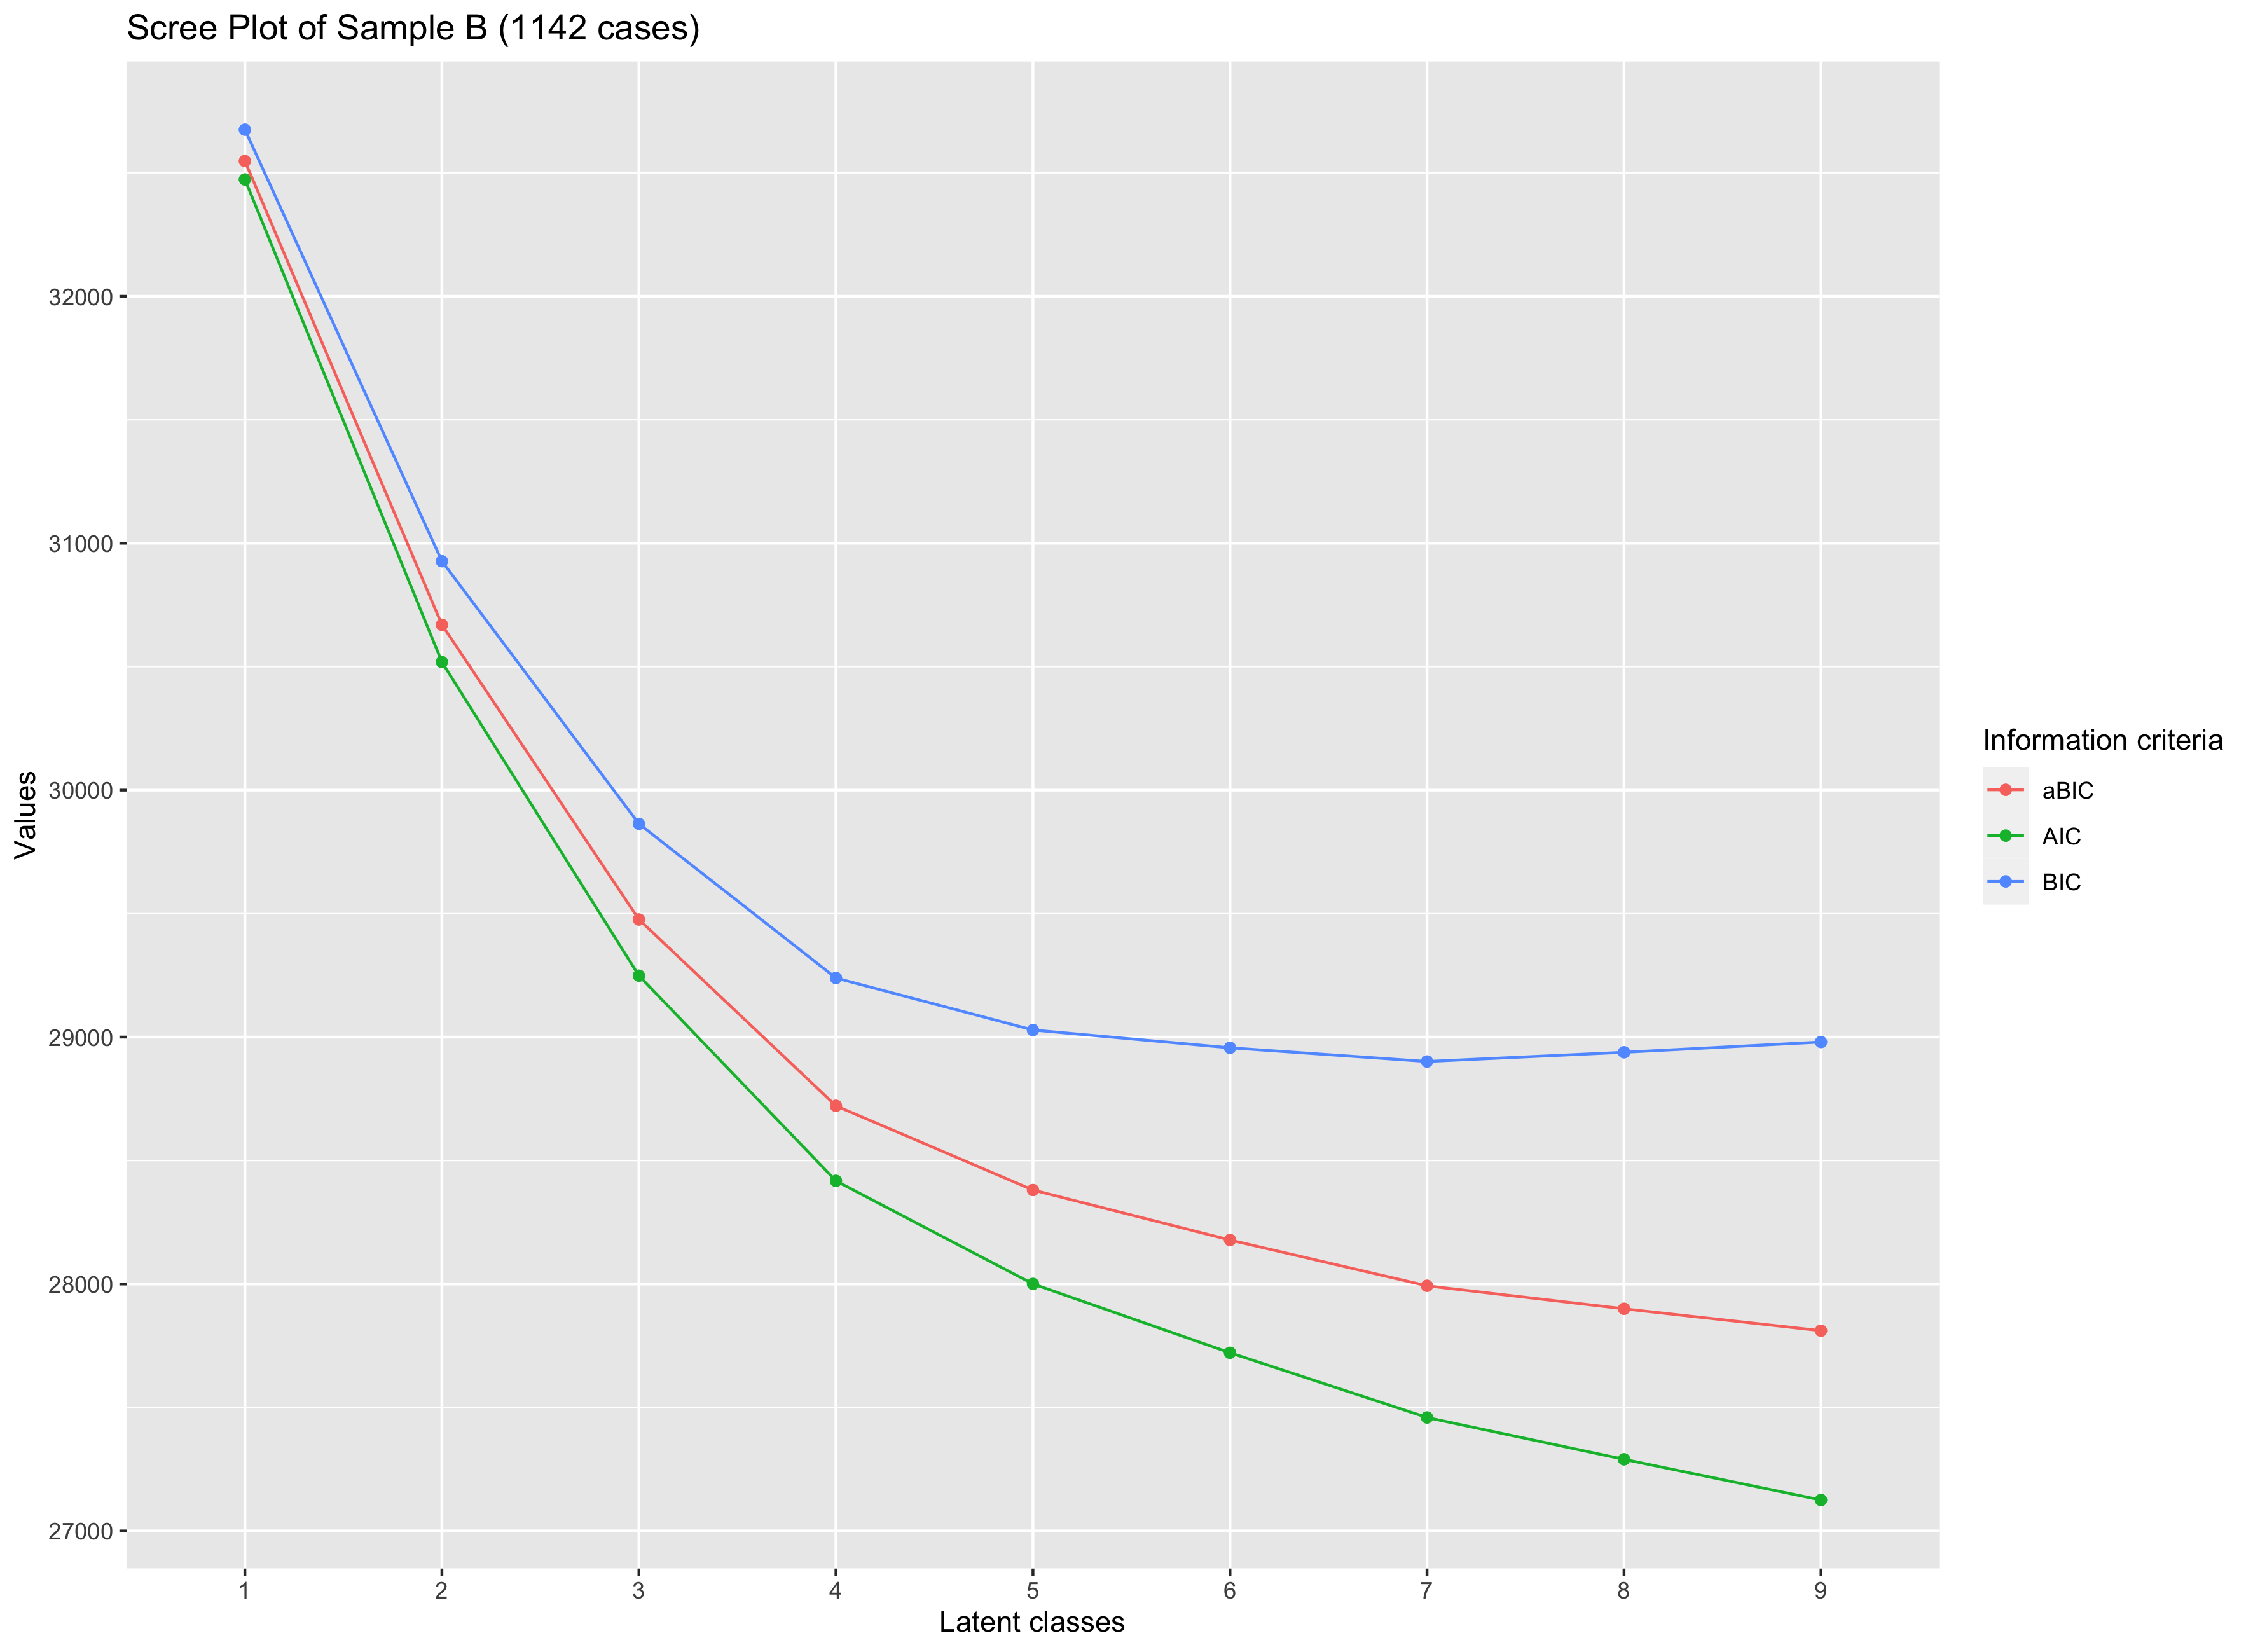 Scree Plot of Sample B (1142 cases)
Values
32000
31000
30000
29000
28000
27000
1 2 3 4 5 6 7 8 9
Latent classes
Information criteria
aBIC
AIC
BIC